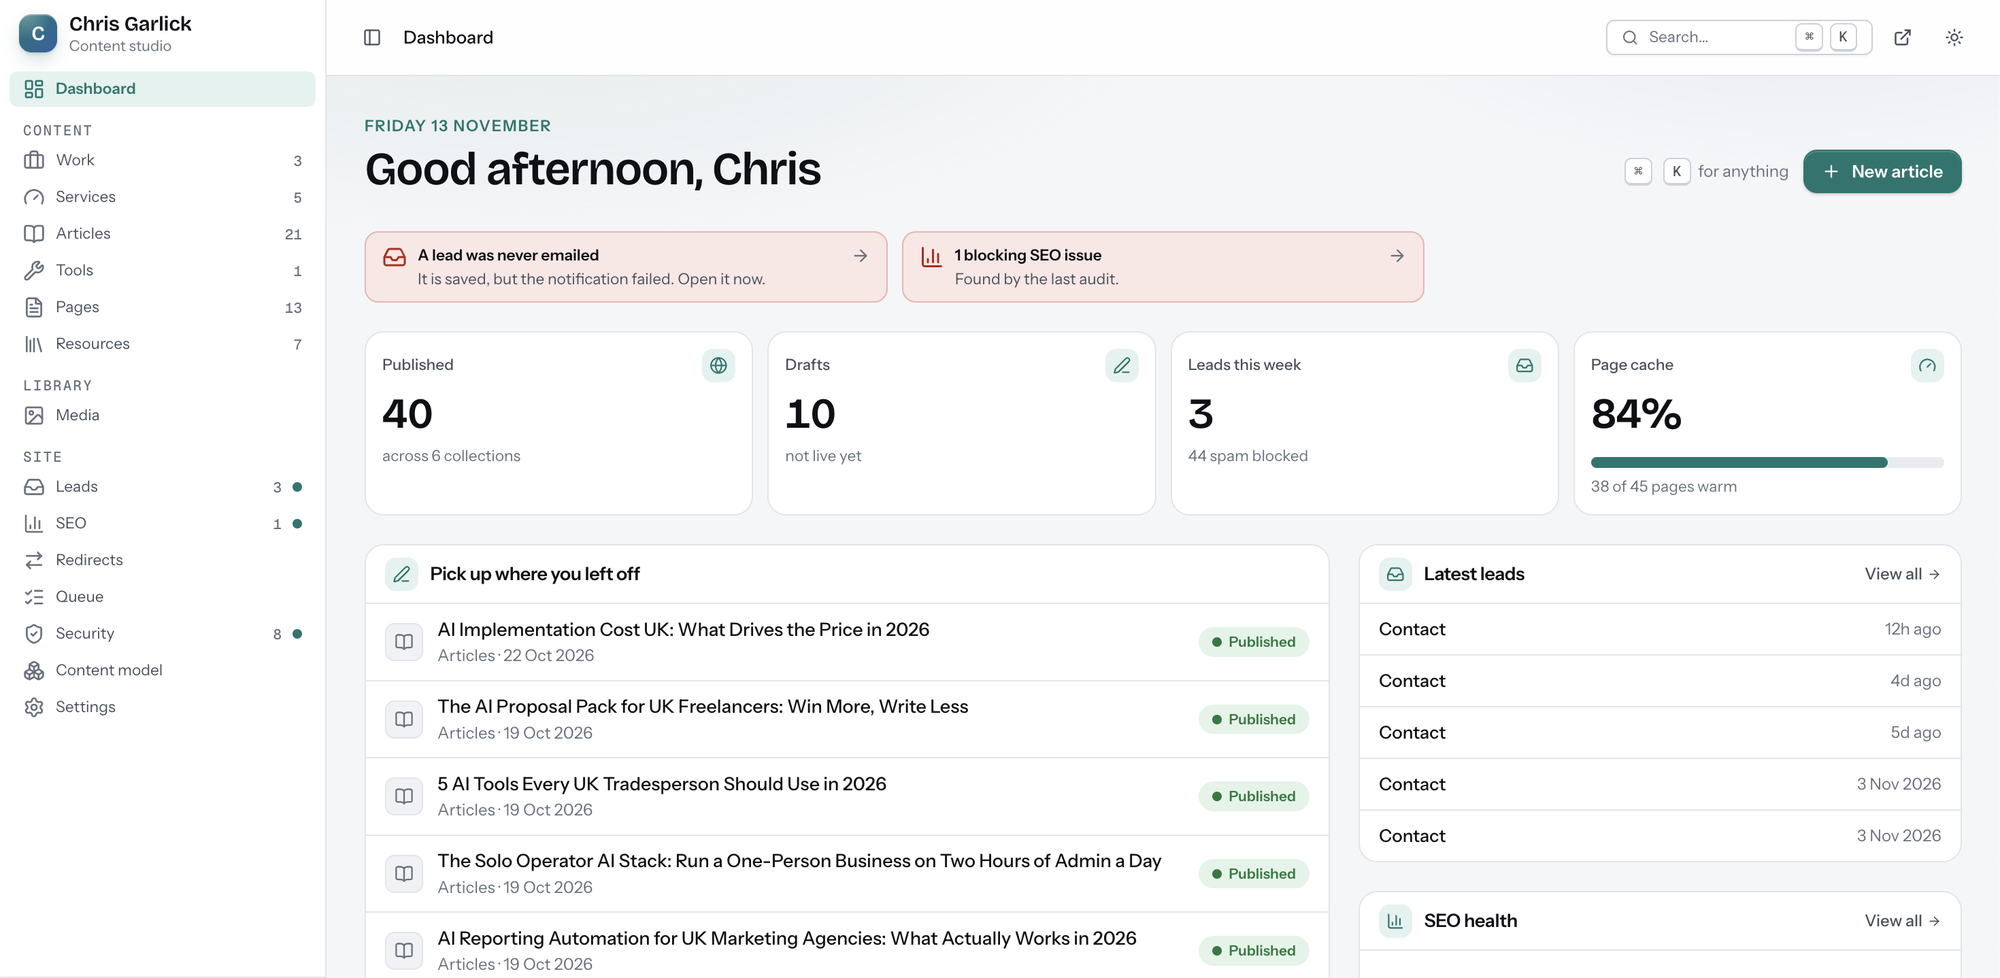 C
Chris Garlick
Content studio
Dashboard
CONTENT
Work 3
Services 5
Articles 21
Tools 1
Pages 13
Resources 7
LIBRARY
Media
SITE
Leads 3
SEO 1
Redirects
Queue
Security 8
Content model
Settings
Dashboard
Search... ⌘ K
FRIDAY 13 NOVEMBER
Good afternoon, Chris
⌘ K for anything
+ New article
A lead was never emailed →
It is saved, but the notification failed. Open it now.
1 blocking SEO issue →
Found by the last audit.
Published
40
across 6 collections
Drafts
10
not live yet
Leads this week
3
44 spam blocked
Page cache
84%
38 of 45 pages warm
Pick up where you left off
AI Implementation Cost UK: What Drives the Price in 2026
Articles · 22 Oct 2026
Published
The AI Proposal Pack for UK Freelancers: Win More, Write Less
Articles · 19 Oct 2026
Published
5 AI Tools Every UK Tradesperson Should Use in 2026
Articles · 19 Oct 2026
Published
The Solo Operator AI Stack: Run a One-Person Business on Two Hours of Admin a Day
Articles · 19 Oct 2026
Published
AI Reporting Automation for UK Marketing Agencies: What Actually Works in 2026
Articles · 19 Oct 2026
Published
Latest leads
View all →
Contact 12h ago
Contact 4d ago
Contact 5d ago
Contact 3 Nov 2026
Contact 3 Nov 2026
SEO health
View all →